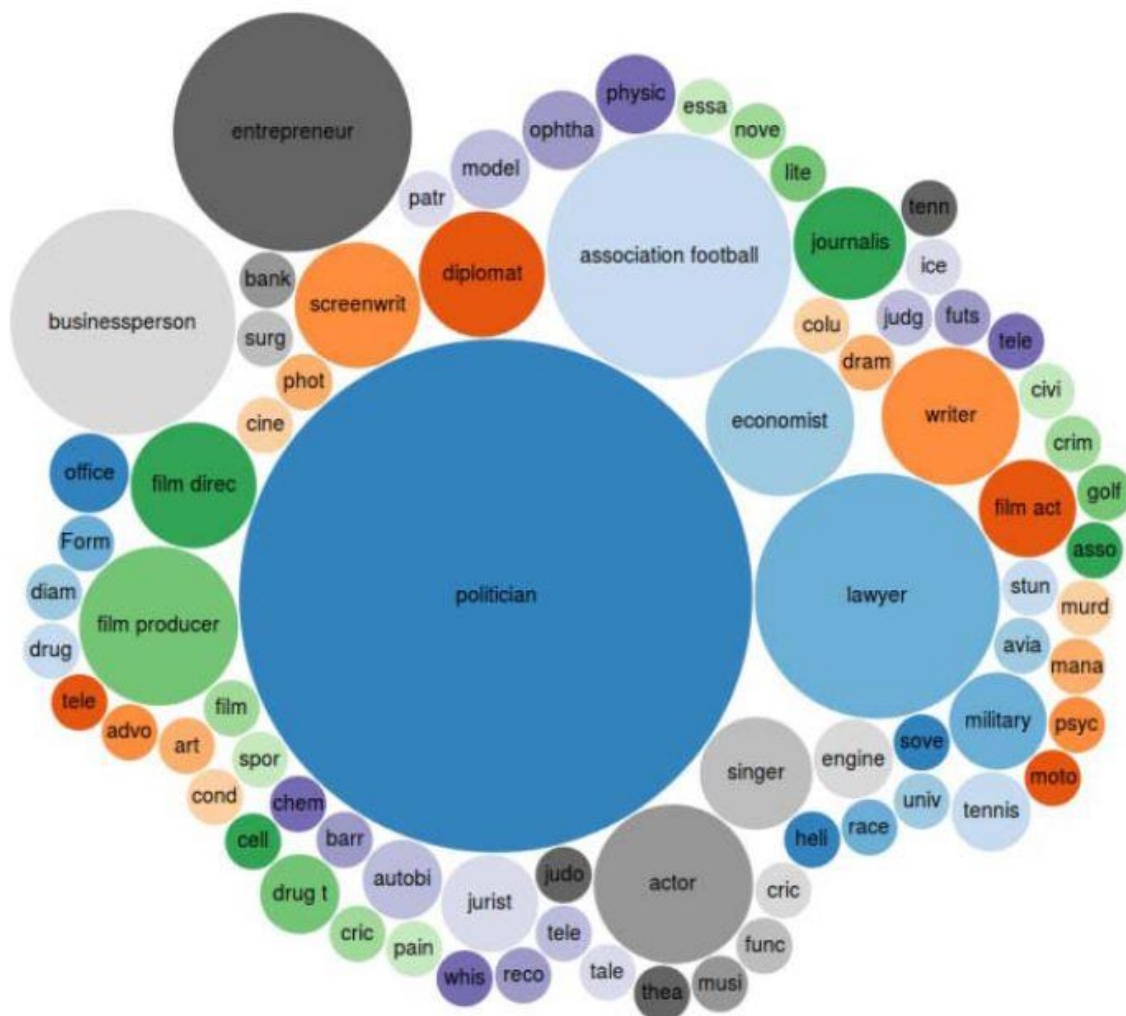 physic
essa
ophtha
nove
entrepreneur
model
lite
patr
tenn
journalis
association football
ice
diplomat
bank
screenwrit
judg
futs
businessperson
colu
surg
tele
dram
phot
civi
economist
writer
cine
crim
office
film direc
golf
film act
Form
asso
stun
diam
politician
lawyer
murd
film producer
avia
drug
mana
tele
film
military
psyc
advo
art
sove
spor
engine
singer
moto
cond
chem
univ
tennis
cell
barr
heli
race
judo
autobi
actor
drug t
cric
jurist
cric
tele
func
pain
tale
whis
reco
musi
thea